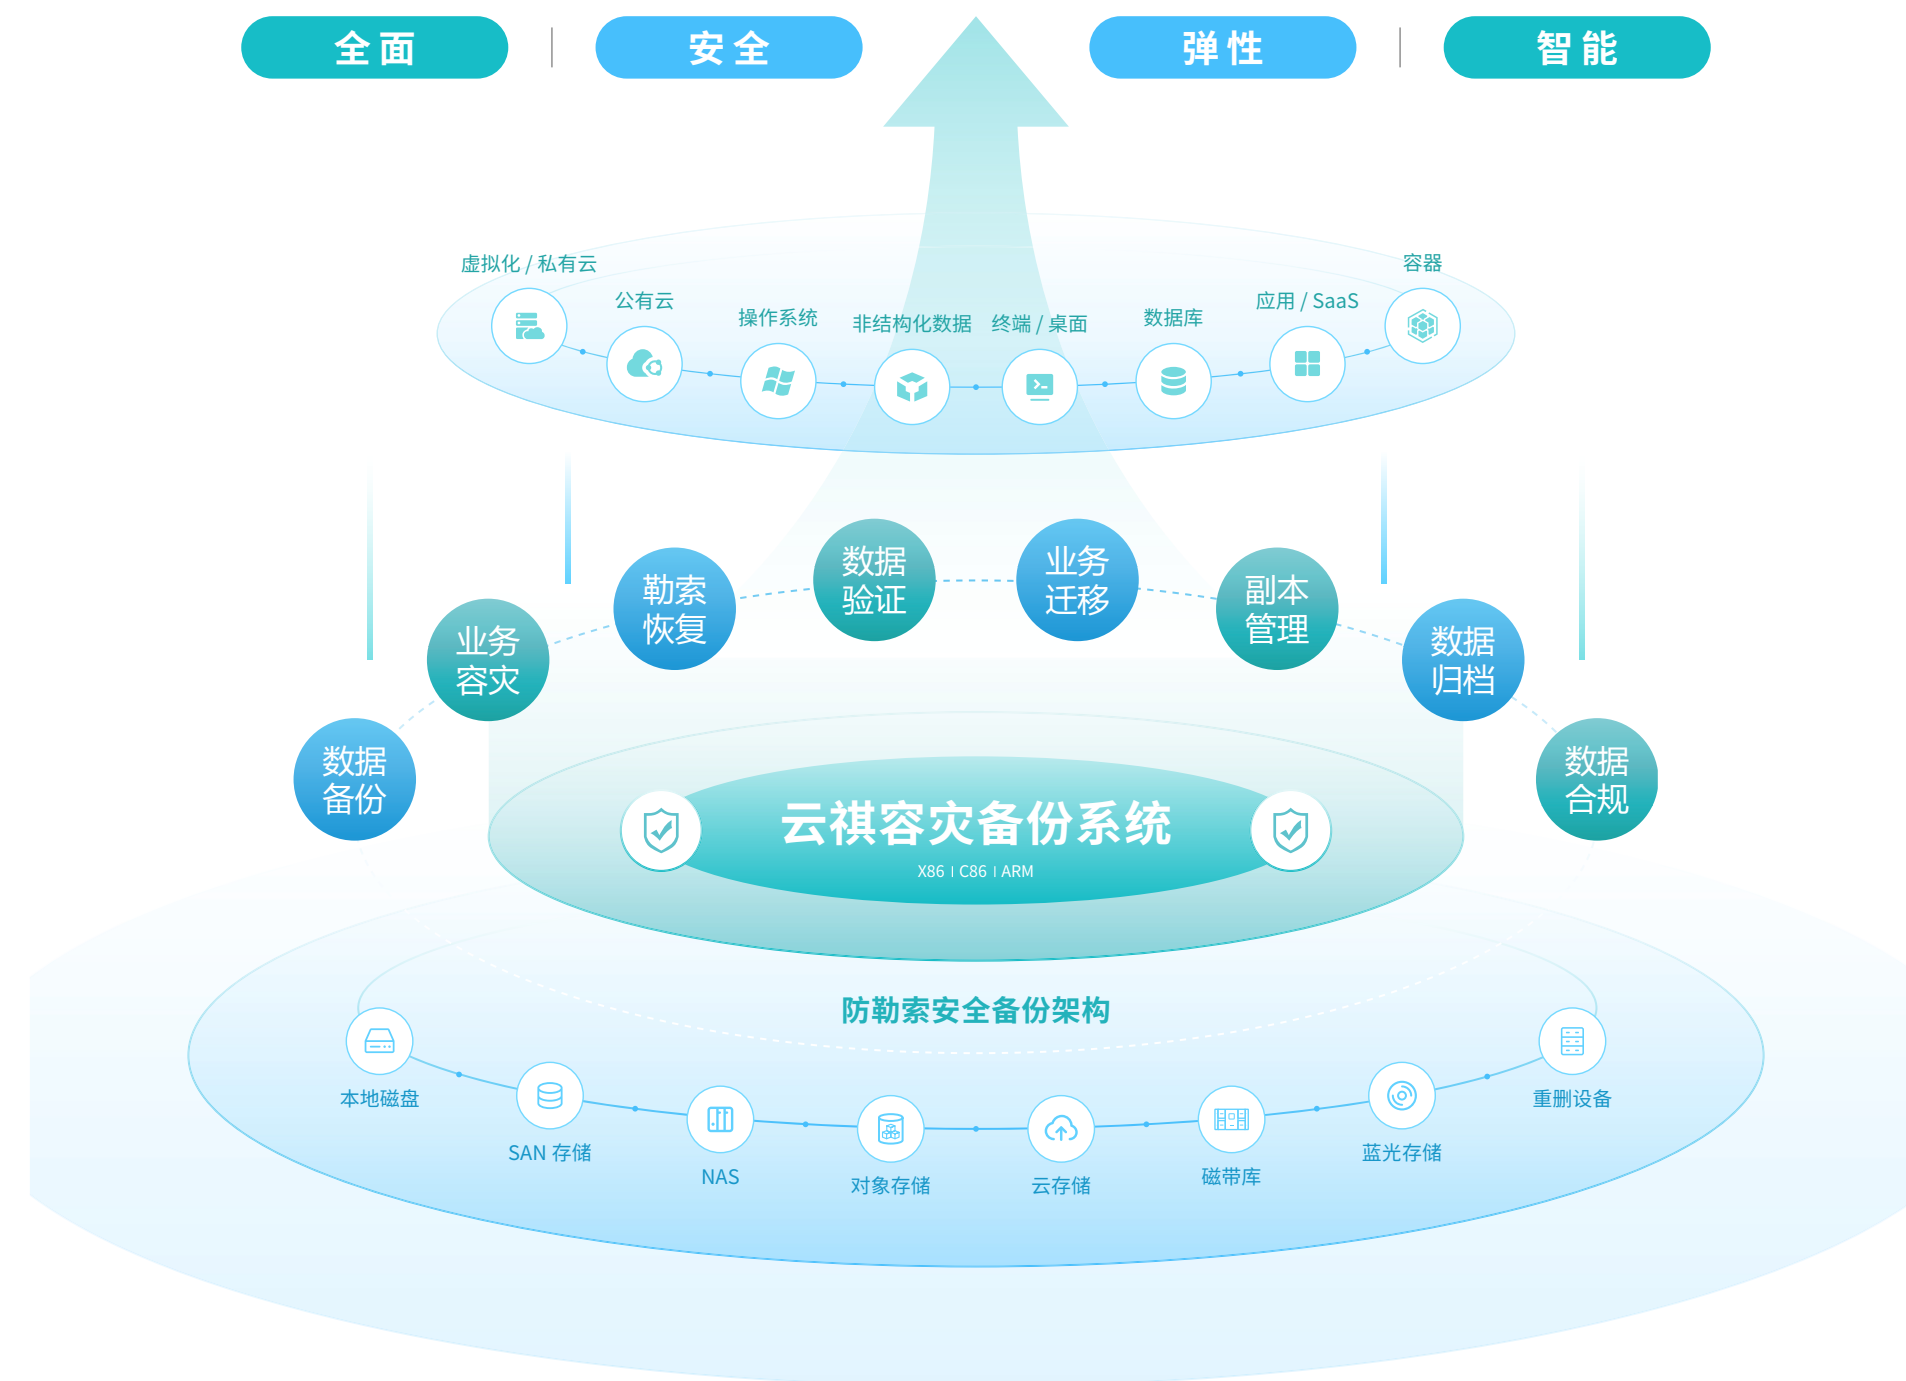 全面
安全
弹性
智能
虚拟化 / 私有云
公有云
操作系统
非结构化数据
终端 / 桌面
数据库
应用 / SaaS
容器
数据
备份
业务
容灾
勒索
恢复
数据
验证
业务
迁移
副本
管理
数据
归档
数据
合规
云祺容灾备份系统
X86 | C86 | ARM
防勒索安全备份架构
本地磁盘
SAN 存储
NAS
对象存储
云存储
磁带库
蓝光存储
重删设备